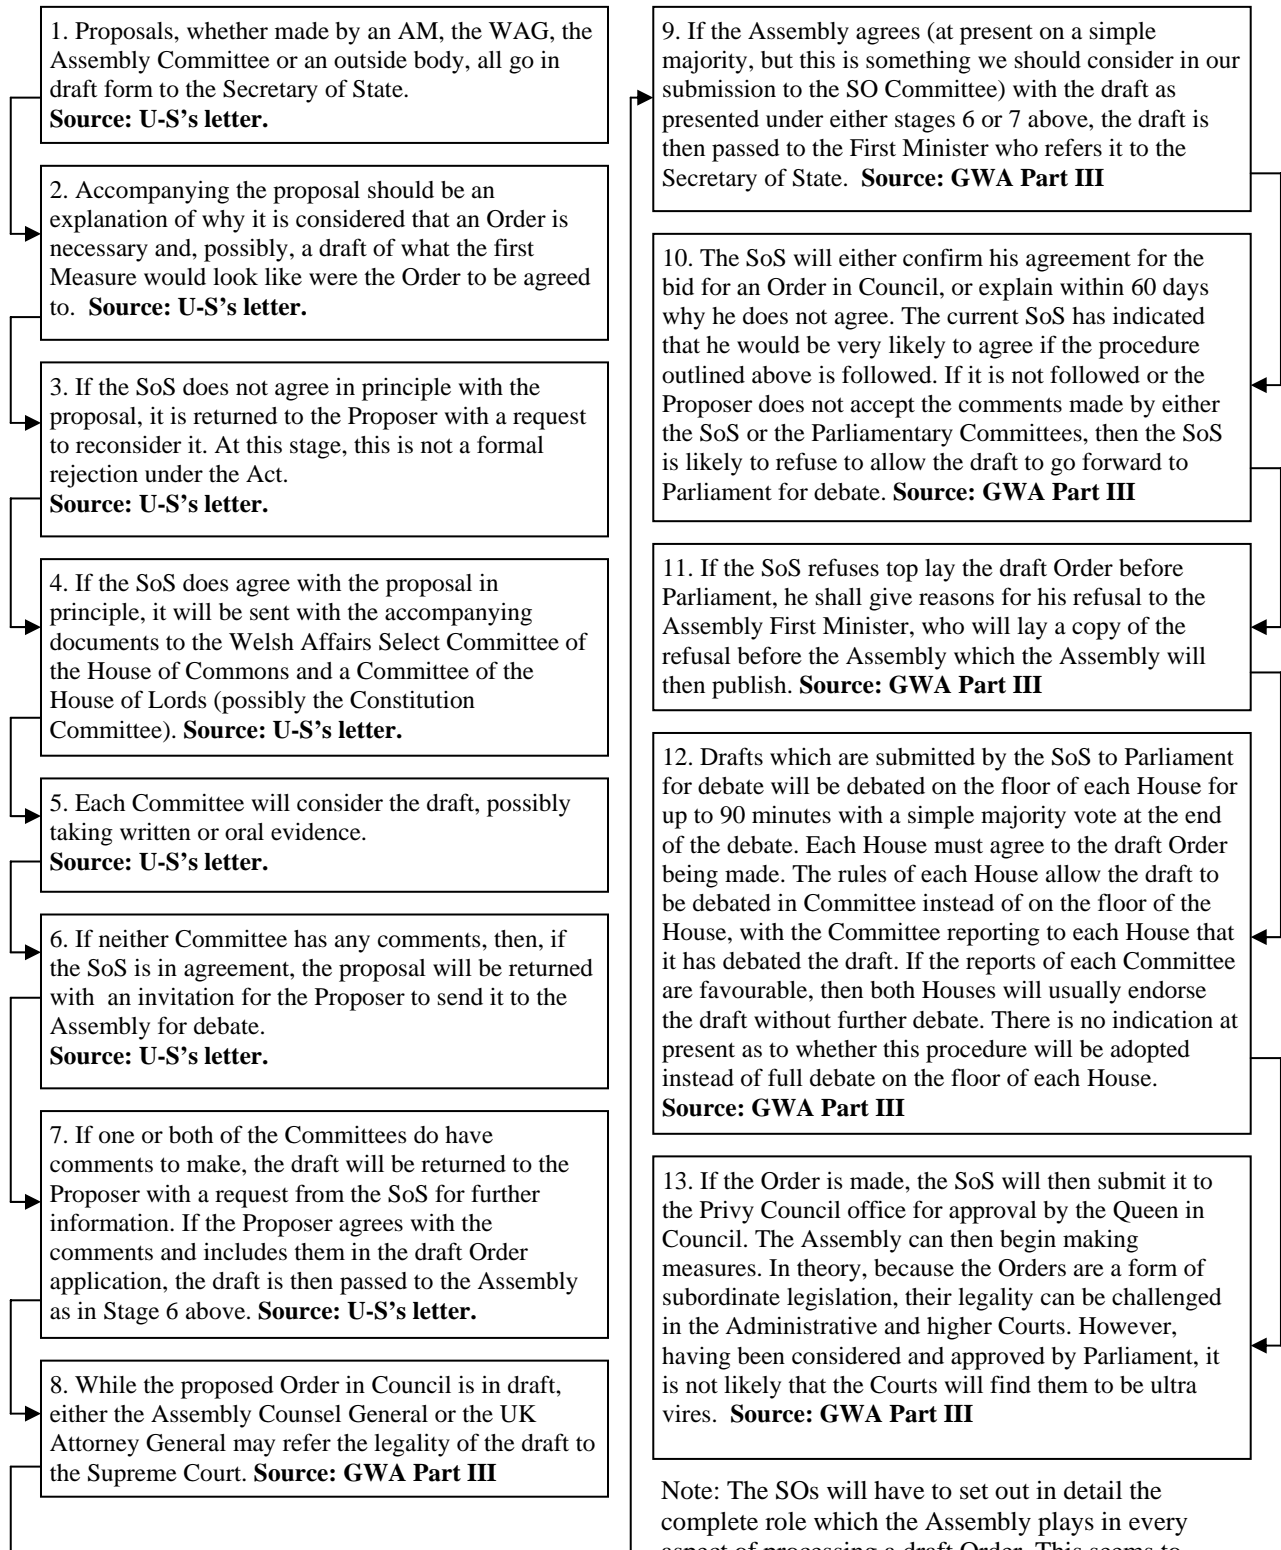 1. Proposals, whether made by an AM, the WAG, the
Assembly Committee or an outside body, all go in
draft form to the Secretary of State.
Source: U-S’s letter.
2. Accompanying the proposal should be an
explanation of why it is considered that an Order is
necessary and, possibly, a draft of what the first
Measure would look like were the Order to be agreed
to. Source: U-S’s letter.
3. If the SoS does not agree in principle with the
proposal, it is returned to the Proposer with a request
to reconsider it. At this stage, this is not a formal
rejection under the Act.
Source: U-S’s letter.
4. If the SoS does agree with the proposal in
principle, it will be sent with the accompanying
documents to the Welsh Affairs Select Committee of
the House of Commons and a Committee of the
House of Lords (possibly the Constitution
Committee). Source: U-S’s letter.
5. Each Committee will consider the draft, possibly
taking written or oral evidence.
Source: U-S’s letter.
6. If neither Committee has any comments, then, if
the SoS is in agreement, the proposal will be returned
with an invitation for the Proposer to send it to the
Assembly for debate.
Source: U-S’s letter.
7. If one or both of the Committees do have
comments to make, the draft will be returned to the
Proposer with a request from the SoS for further
information. If the Proposer agrees with the
comments and includes them in the draft Order
application, the draft is then passed to the Assembly
as in Stage 6 above. Source: U-S’s letter.
8. While the proposed Order in Council is in draft,
either the Assembly Counsel General or the UK
Attorney General may refer the legality of the draft to
the Supreme Court. Source: GWA Part III
9. If the Assembly agrees (at present on a simple
majority, but this is something we should consider in our
submission to the SO Committee) with the draft as
presented under either stages 6 or 7 above, the draft is
then passed to the First Minister who refers it to the
Secretary of State. Source: GWA Part III
10. The SoS will either confirm his agreement for the
bid for an Order in Council, or explain within 60 days
why he does not agree. The current SoS has indicated
that he would be very likely to agree if the procedure
outlined above is followed. If it is not followed or the
Proposer does not accept the comments made by either
the SoS or the Parliamentary Committees, then the SoS
is likely to refuse to allow the draft to go forward to
Parliament for debate. Source: GWA Part III
11. If the SoS refuses top lay the draft Order before
Parliament, he shall give reasons for his refusal to the
Assembly First Minister, who will lay a copy of the
refusal before the Assembly which the Assembly will
then publish. Source: GWA Part III
12. Drafts which are submitted by the SoS to Parliament
for debate will be debated on the floor of each House for
up to 90 minutes with a simple majority vote at the end
of the debate. Each House must agree to the draft Order
being made. The rules of each House allow the draft to
be debated in Committee instead of on the floor of the
House, with the Committee reporting to each House that
it has debated the draft. If the reports of each Committee
are favourable, then both Houses will usually endorse
the draft without further debate. There is no indication at
present as to whether this procedure will be adopted
instead of full debate on the floor of each House.
Source: GWA Part III
13. If the Order is made, the SoS will then submit it to
the Privy Council office for approval by the Queen in
Council. The Assembly can then begin making
measures. In theory, because the Orders are a form of
subordinate legislation, their legality can be challenged
in the Administrative and higher Courts. However,
having been considered and approved by Parliament, it
is not likely that the Courts will find them to be ultra
vires. Source: GWA Part III
Note: The SOs will have to set out in detail the
complete role which the Assembly plays in every
aspect of processing a draft Order. This seems to